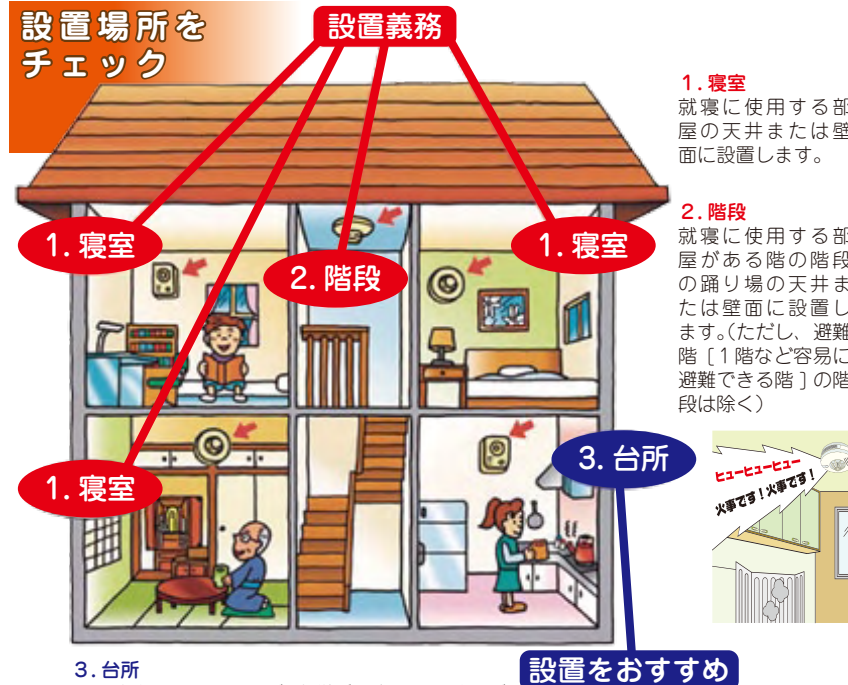 設置場所を
チェック
設置義務
1. 寝室
2. 階段
1. 寝室
1. 寝室
3. 台所
設置をおすすめ
1. 寝室
就寝に使用する部
屋の天井または壁
面に設置します。
2. 階段
就寝に使用する部
屋がある階の階段
の踊り場の天井ま
たは壁面に設置し
ます。(ただし、避難
階［1階など容易に
避難できる階］の階
段は除く）
ヒューヒューヒュー
火事です！火事です！
3. 台所